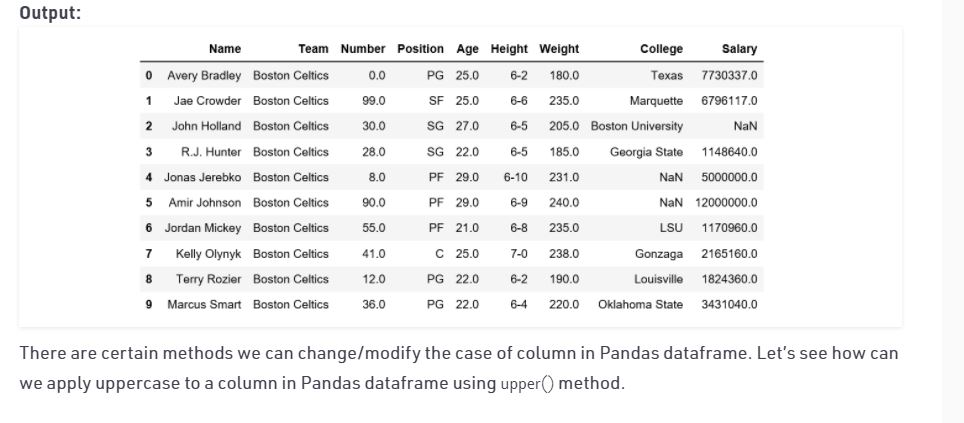 Output:
Name Team Number Position Age Height Weight College Salary
0 Avery Bradley Boston Celtics 0.0 PG 25.0 6-2 180.0 Texas 7730337.0
1 Jae Crowder Boston Celtics 99.0 SF 25.0 6-6 235.0 Marquette 6796117.0
2 John Holland Boston Celtics 30.0 SG 27.0 6-5 205.0 Boston University NaN
3 R.J. Hunter Boston Celtics 28.0 SG 22.0 6-5 185.0 Georgia State 1148640.0
4 Jonas Jerebko Boston Celtics 8.0 PF 29.0 6-10 231.0 NaN 5000000.0
5 Amir Johnson Boston Celtics 90.0 PF 29.0 6-9 240.0 NaN 12000000.0
6 Jordan Mickey Boston Celtics 55.0 PF 21.0 6-8 235.0 LSU 1170960.0
7 Kelly Olynyk Boston Celtics 41.0 C 25.0 7-0 238.0 Gonzaga 2165160.0
8 Terry Rozier Boston Celtics 12.0 PG 22.0 6-2 190.0 Louisville 1824360.0
9 Marcus Smart Boston Celtics 36.0 PG 22.0 6-4 220.0 Oklahoma State 3431040.0
There are certain methods we can change/modify the case of column in Pandas dataframe. Let's see how can
we apply uppercase to a column in Pandas dataframe using upper() method.